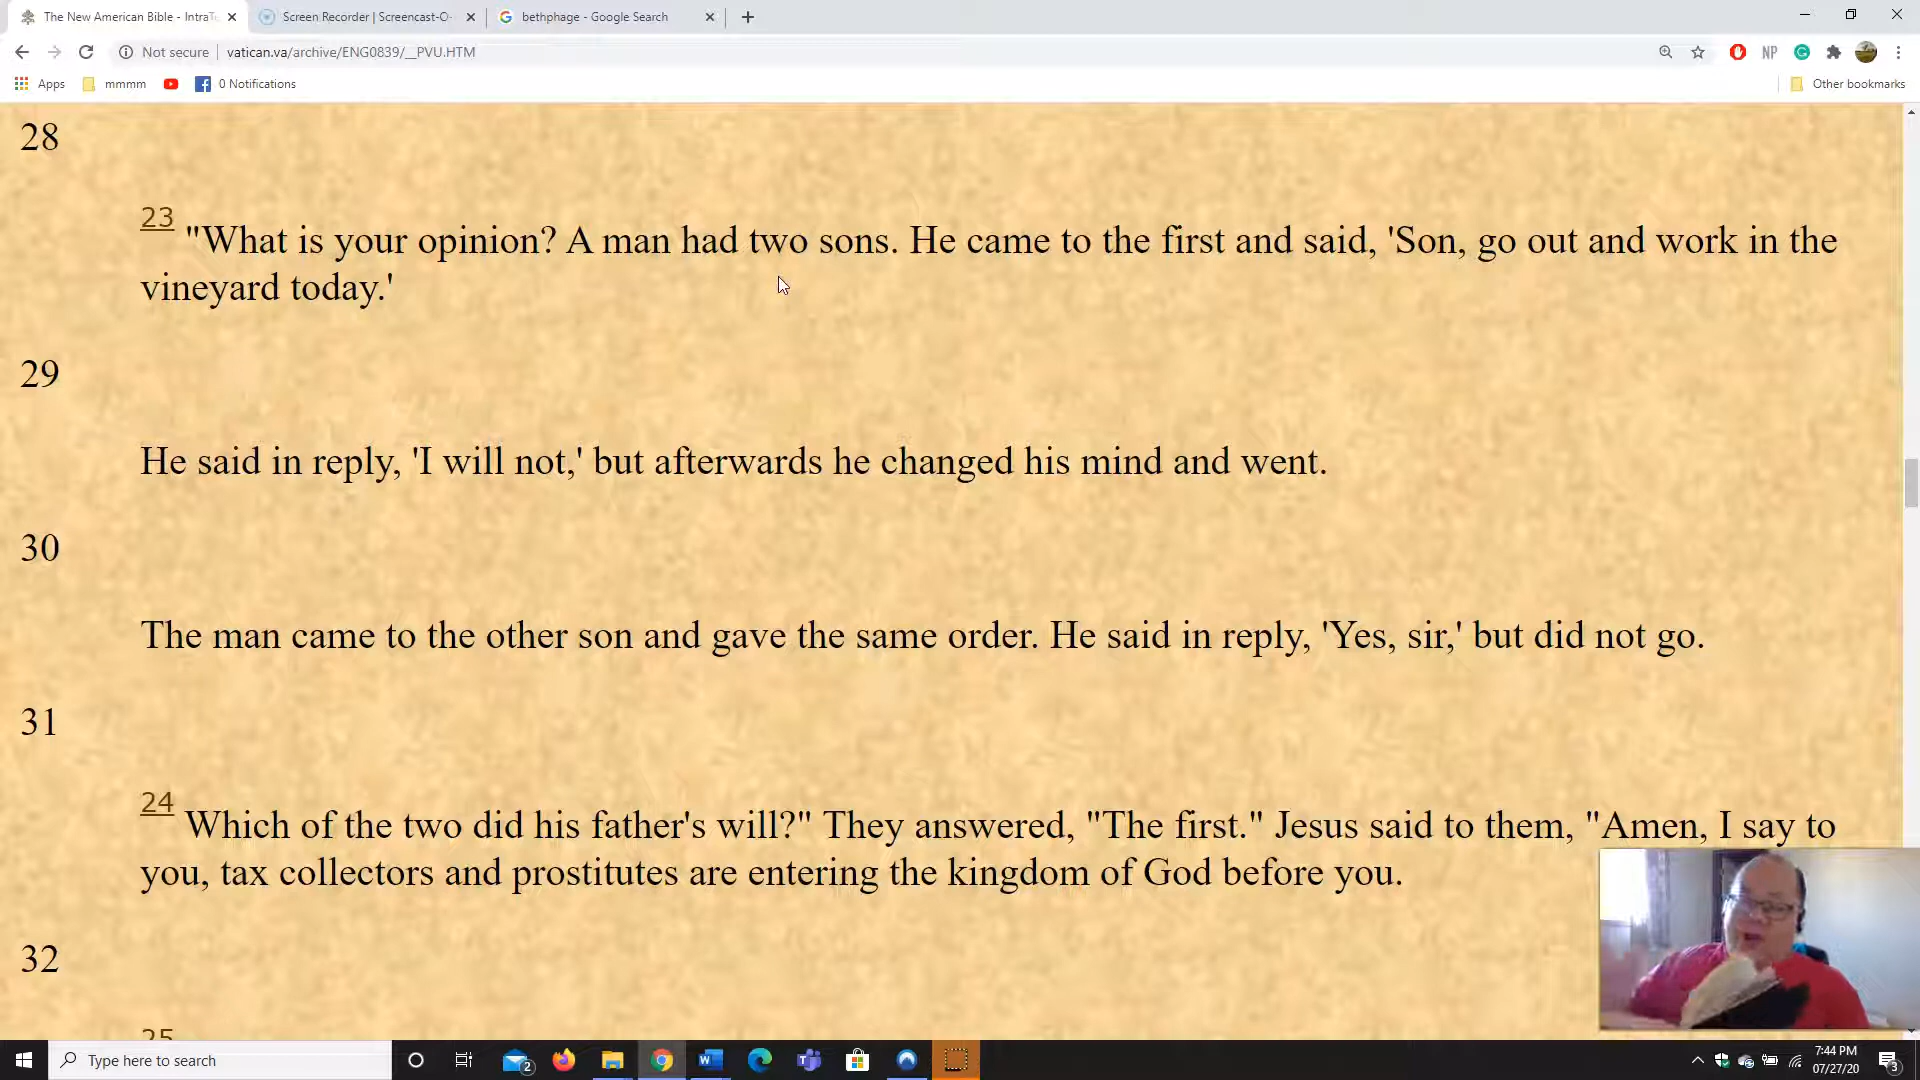 The New American Bible - IntraTe
Screen Recorder | Screencast-O-
bethphage - Google Search
Not secure
vatican.va/archive/ENG0839/__PVU.HTM
NP
Apps
mmmm
0 Notifications
Other bookmarks
28
23 "What is your opinion? A man had two sons. He came to the first and said, 'Son, go out and work in the
vineyard today.'
29
He said in reply, 'I will not,' but afterwards he changed his mind and went.
30
The man came to the other son and gave the same order. He said in reply, 'Yes, sir,' but did not go.
31
24 Which of the two did his father's will?" They answered, "The first." Jesus said to them, "Amen, I say to
you, tax collectors and prostitutes are entering the kingdom of God before you.
32
25
Type here to search
2
7:44 PM
07/27/20
3